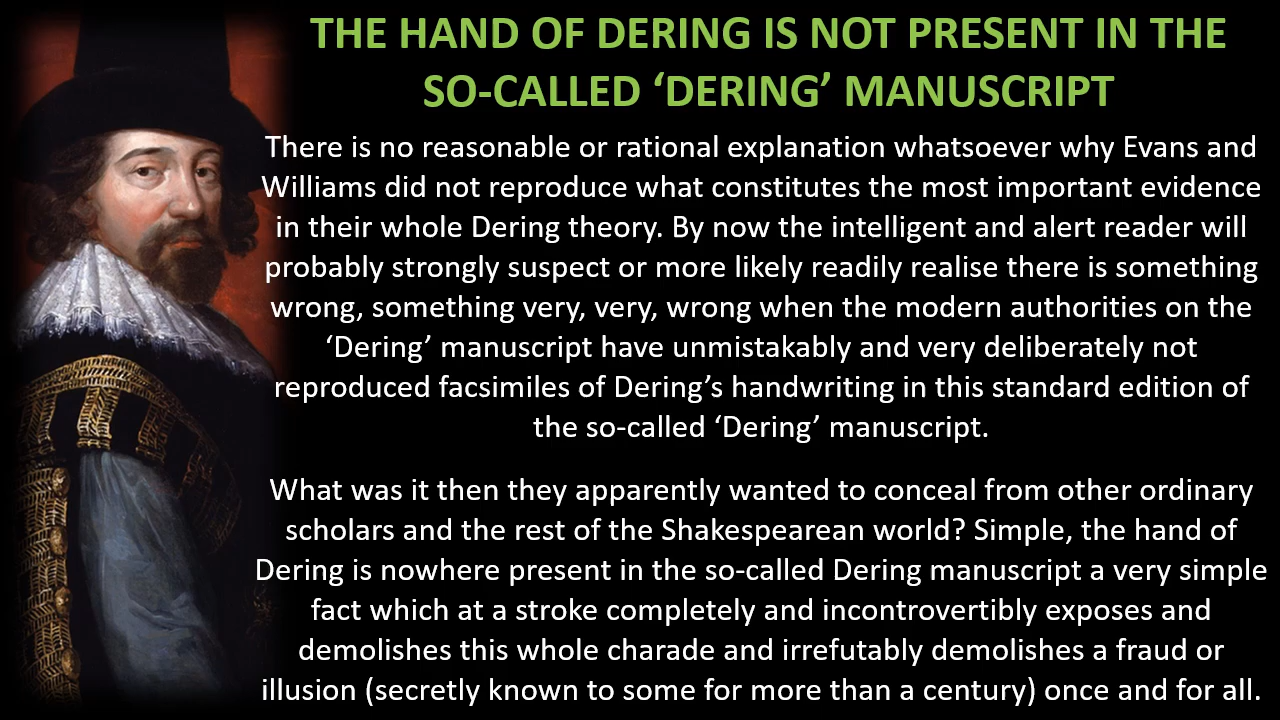 THE HAND OF DERING IS NOT PRESENT IN THE
SO-CALLED ‘DERING’ MANUSCRIPT
There is no reasonable or rational explanation whatsoever why Evans and
Williams did not reproduce what constitutes the most important evidence
in their whole Dering theory. By now the intelligent and alert reader will
probably strongly suspect or more likely readily realise there is something
wrong, something very, very, wrong when the modern authorities on the
‘Dering’ manuscript have unmistakably and very deliberately not
reproduced facsimiles of Dering’s handwriting in this standard edition of
the so-called ‘Dering’ manuscript.
What was it then they apparently wanted to conceal from other ordinary
scholars and the rest of the Shakespearean world? Simple, the hand of
Dering is nowhere present in the so-called Dering manuscript a very simple
fact which at a stroke completely and incontrovertibly exposes and
demolishes this whole charade and irrefutably demolishes a fraud or
illusion (secretly known to some for more than a century) once and for all.